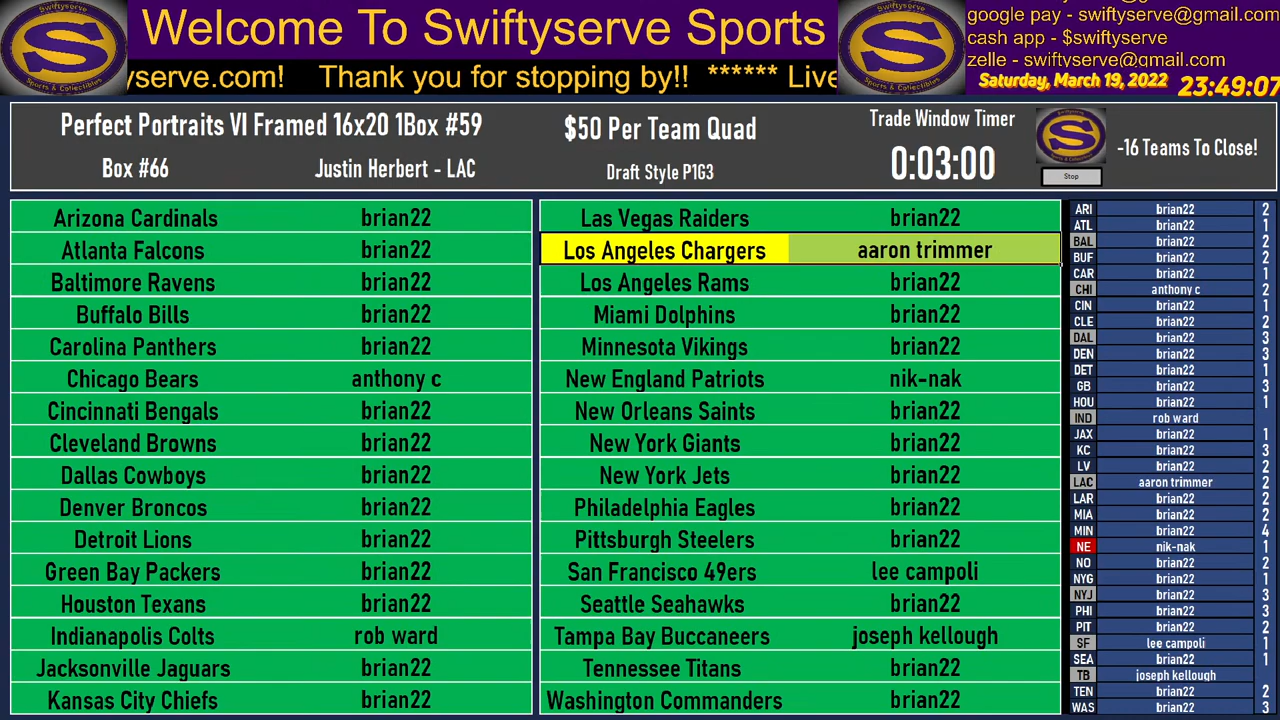 Welcome To Swiftyserve Sports
yserve.com! Thank you for stopping by!! ****** Live
google pay - swiftyserve@gmail.com
cash app - $swiftyserve
zelle - swiftyserve@gmail.com
Saturday, March 19, 2022 23:49:07
Swiftyserve
S
Sports & Collectibles
Swiftyserve
S
Sports & Collectibles
Perfect Portraits VI Framed 16x20 1Box #59
Box #66 Justin Herbert - LAC
$50 Per Team Quad
Draft Style P1G3
Trade Window Timer
0:03:00
S
Stop
-16 Teams To Close!
Arizona Cardinals brian22
Atlanta Falcons brian22
Baltimore Ravens brian22
Buffalo Bills brian22
Carolina Panthers brian22
Chicago Bears anthony c
Cincinnati Bengals brian22
Cleveland Browns brian22
Dallas Cowboys brian22
Denver Broncos brian22
Detroit Lions brian22
Green Bay Packers brian22
Houston Texans brian22
Indianapolis Colts rob ward
Jacksonville Jaguars brian22
Kansas City Chiefs brian22
Las Vegas Raiders brian22
Los Angeles Chargers aaron trimmer
Los Angeles Rams brian22
Miami Dolphins brian22
Minnesota Vikings brian22
New England Patriots nik-nak
New Orleans Saints brian22
New York Giants brian22
New York Jets brian22
Philadelphia Eagles brian22
Pittsburgh Steelers brian22
San Francisco 49ers lee campoli
Seattle Seahawks brian22
Tampa Bay Buccaneers joseph kellough
Tennessee Titans brian22
Washington Commanders brian22
ARI brian22 2
ATL brian22 1
BAL brian22 2
BUF brian22 2
CAR brian22 1
CHI anthony c 2
CIN brian22 1
CLE brian22 2
DAL brian22 3
DEN brian22 3
DET brian22 1
GB brian22 3
HOU brian22 1
IND rob ward
JAX brian22 1
KC brian22 3
LV brian22 2
LAC aaron trimmer 2
LAR brian22 2
MIA brian22 2
MIN brian22 4
NE nik-nak 1
NO brian22 2
NYG brian22 1
NYJ brian22 3
PHI brian22 3
PIT brian22 2
SF lee campoli 1
SEA brian22 1
TB joseph kellough
TEN brian22 2
WAS brian22 3